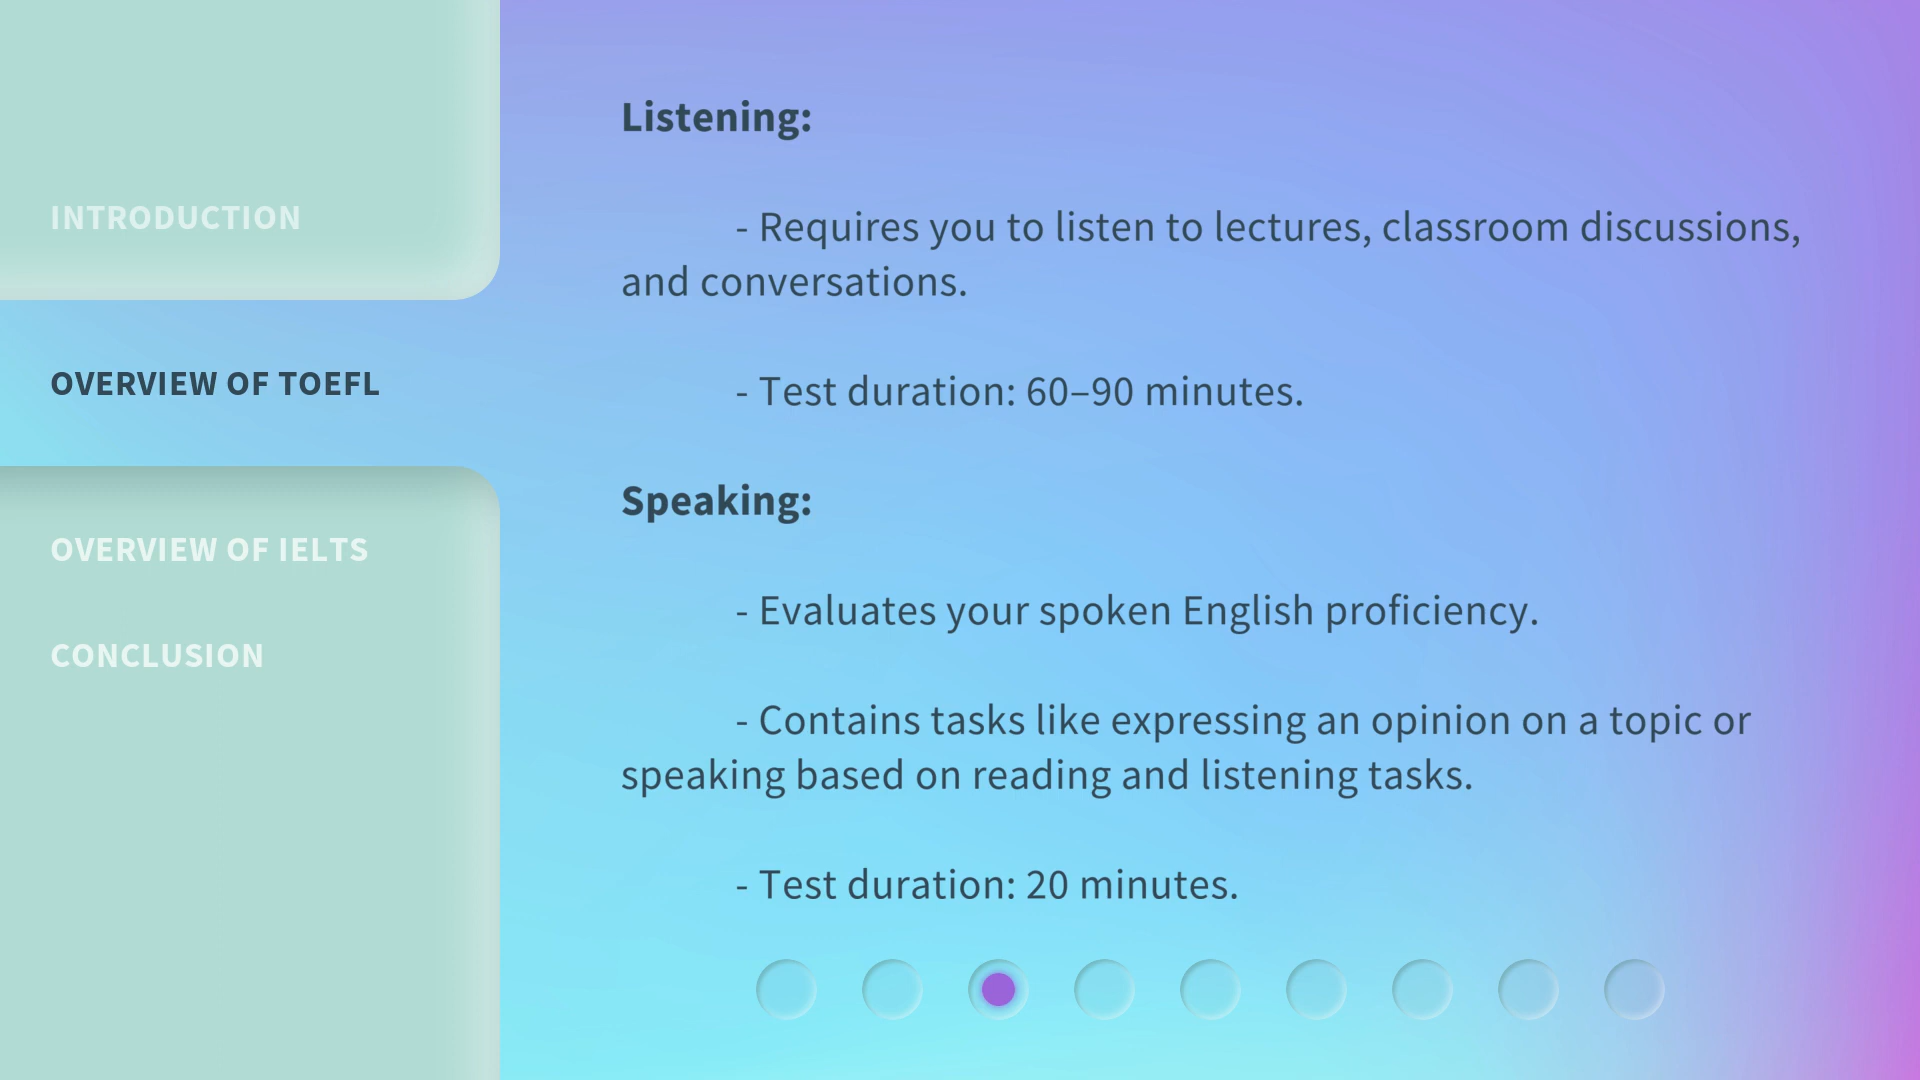 INTRODUCTION
OVERVIEW OF TOEFL
OVERVIEW OF IELTS
CONCLUSION
Listening:
- Requires you to listen to lectures, classroom discussions,
and conversations.
- Test duration: 60–90 minutes.
Speaking:
- Evaluates your spoken English proficiency.
- Contains tasks like expressing an opinion on a topic or
speaking based on reading and listening tasks.
- Test duration: 20 minutes.